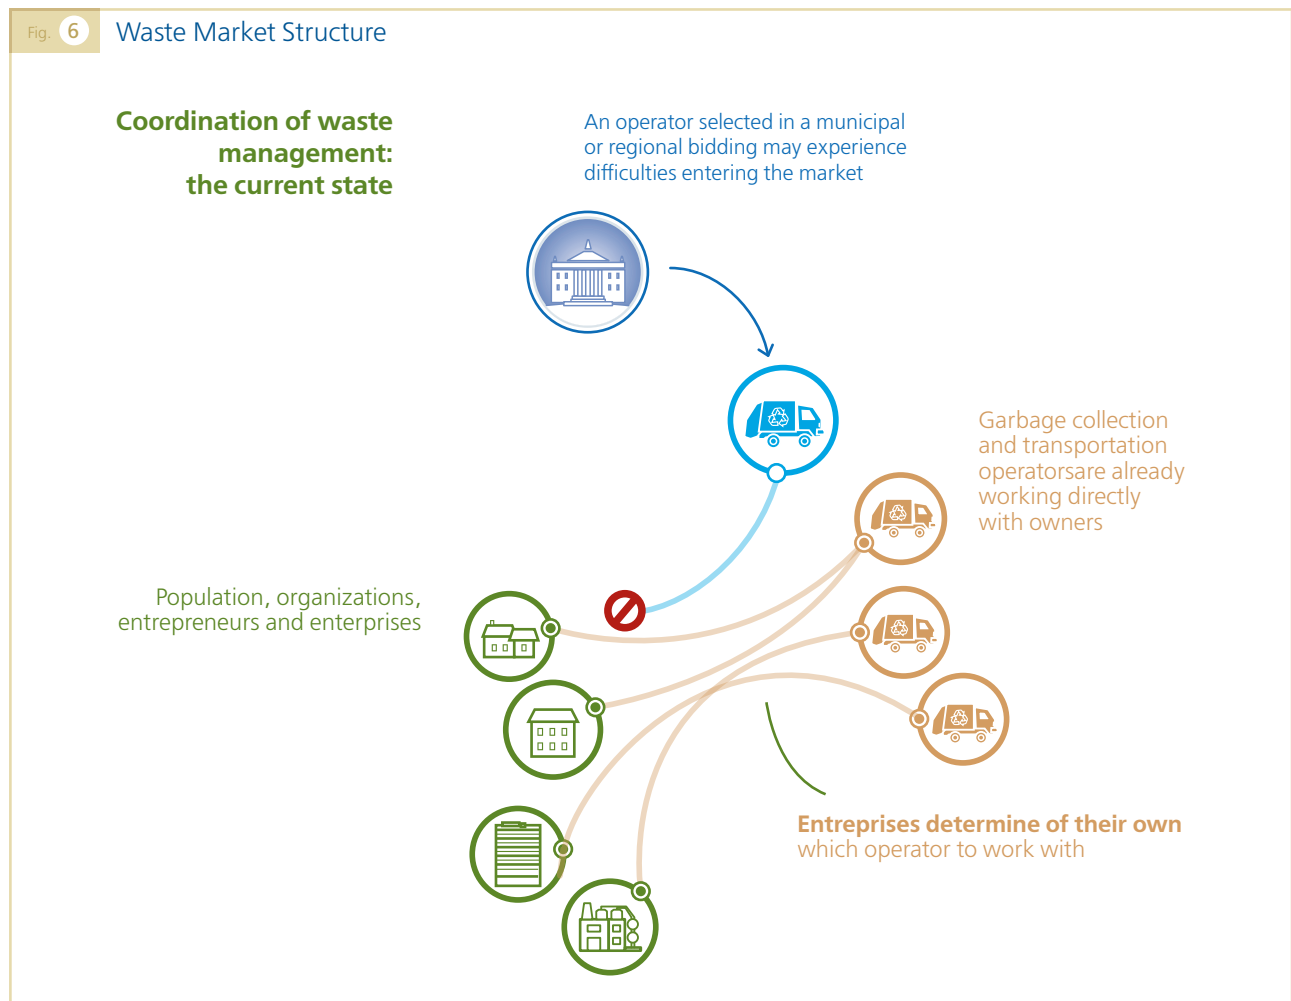 Fig. 6 Waste Market Structure
Coordination of waste
management:
the current state
An operator selected in a municipal
or regional bidding may experience
difficulties entering the market
Garbage collection
and transportation
operatorsare already
working directly
with owners
Population, organizations,
entrepreneurs and enterprises
Entreprises determine of their own
which operator to work with